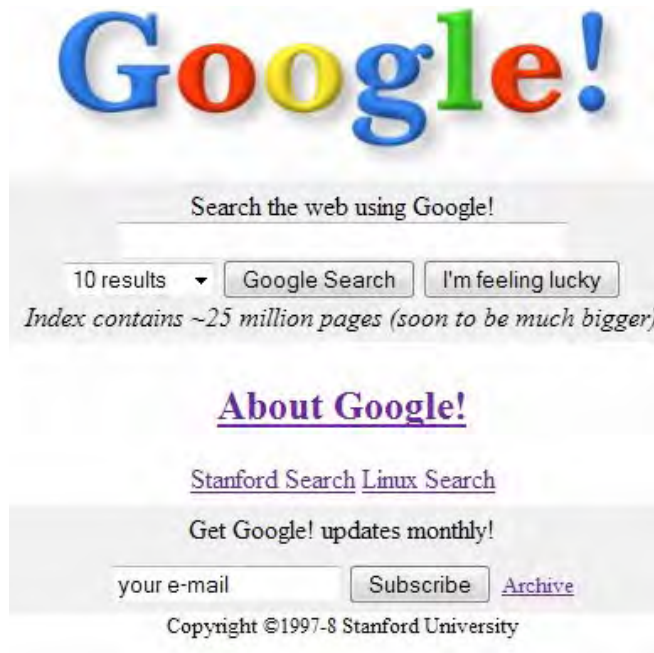 Google!
Search the web using Google!
10 results Google Search I'm feeling lucky
Index contains ~25 million pages (soon to be much bigger)
About Google!
Stanford Search Linux Search
Get Google! updates monthly!
your e-mail Subscribe Archive
Copyright ©1997-8 Stanford University